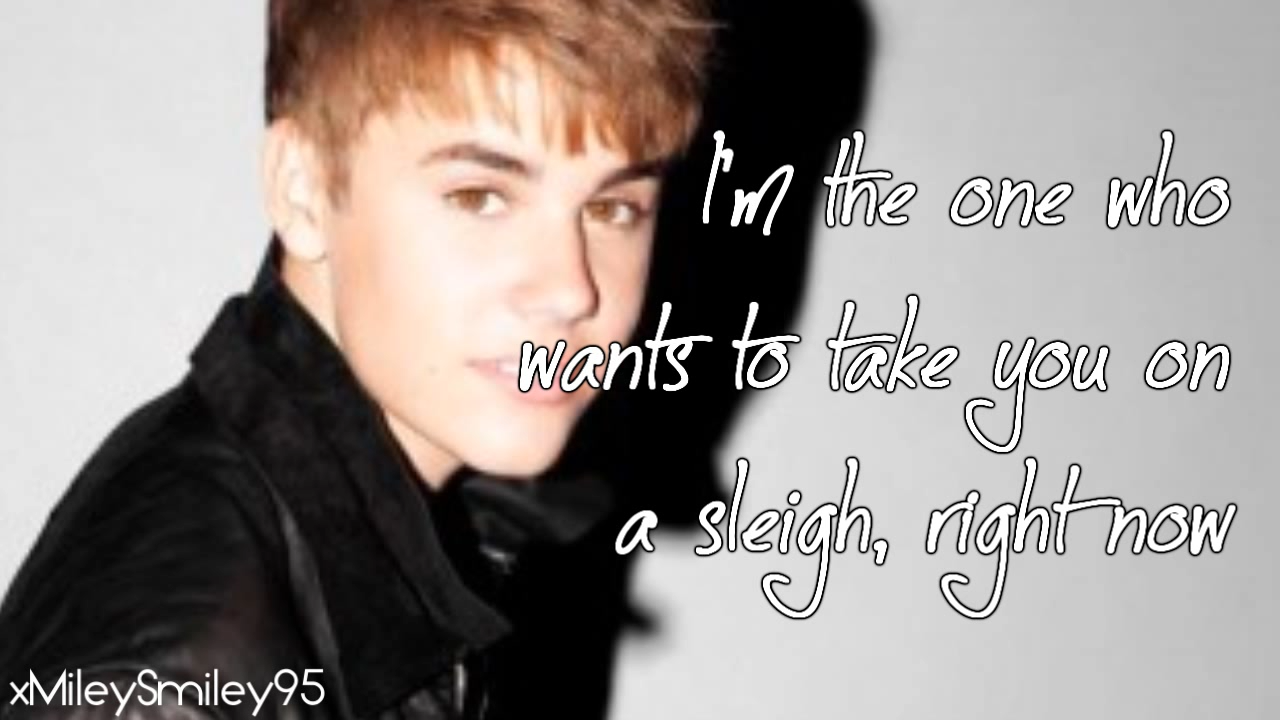 I'm the one who
wants to take you on
a sleigh, right now
xMileySmiley95